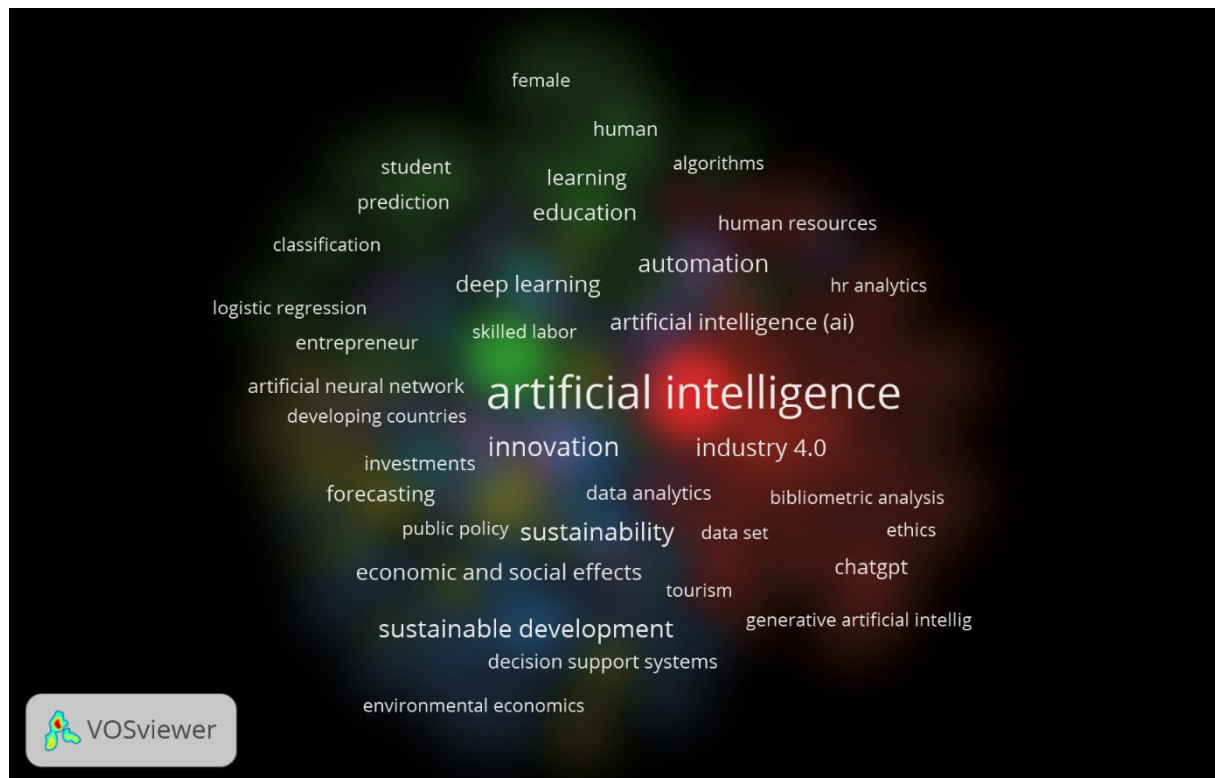 female
human
algorithms
student
learning
prediction
education
human resources
classification
automation
deep learning
hr analytics
logistic regression
artificial intelligence (ai)
skilled labor
entrepreneur
artificial neural network
artificial intelligence
developing countries
innovation
industry 4.0
investments
forecasting
data analytics
bibliometric analysis
public policy
sustainability
data set
ethics
economic and social effects
chatgpt
tourism
generative artificial intellig
sustainable development
decision support systems
environmental economics
VOSviewer